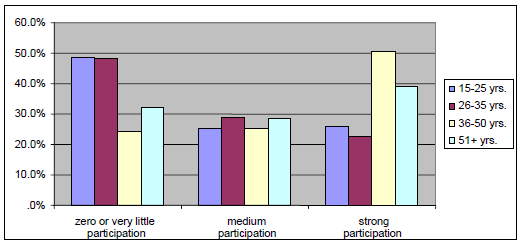 60.0%
50.0%
40.0%
30.0%
20.0%
10.0%
.0%
zero or very little
participation
medium
participation
strong
participation
15-25 yrs.
26-35 yrs.
36-50 yrs.
51+ yrs.